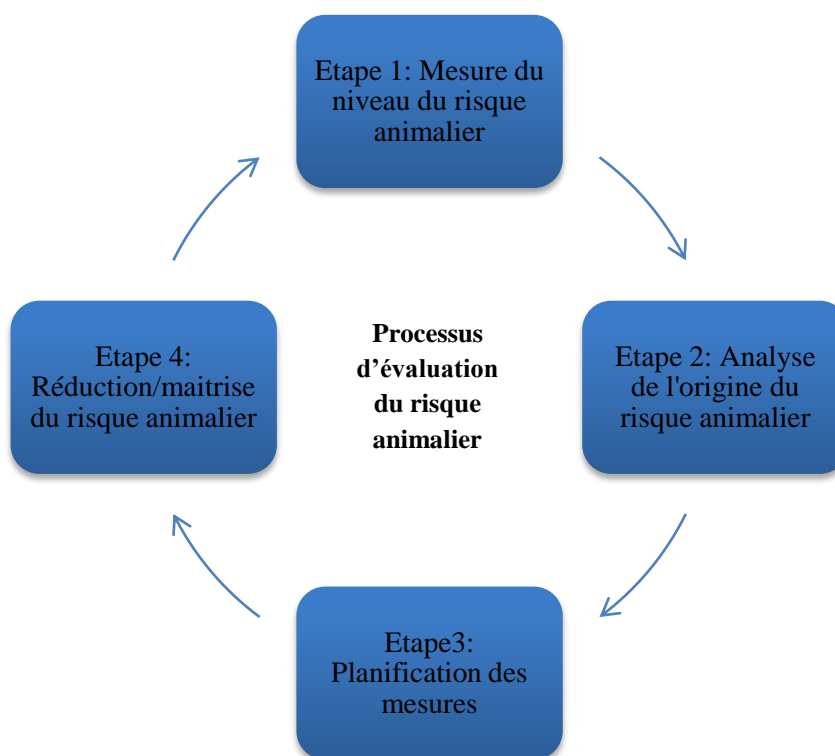 Etape 1: Mesure du
niveau du risque
animalier
Processus
d’évaluation
du risque
animalier
Etape 2: Analyse
de l'origine du
risque animalier
Etape3:
Planification des
mesures
Etape 4:
Réduction/maitrise
du risque animalier